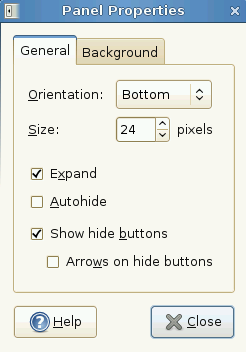 Panel Properties
General
Background
Orientation: Bottom
Size: 24 pixels
Expand
Autohide
Show hide buttons
Arrows on hide buttons
Help
Close